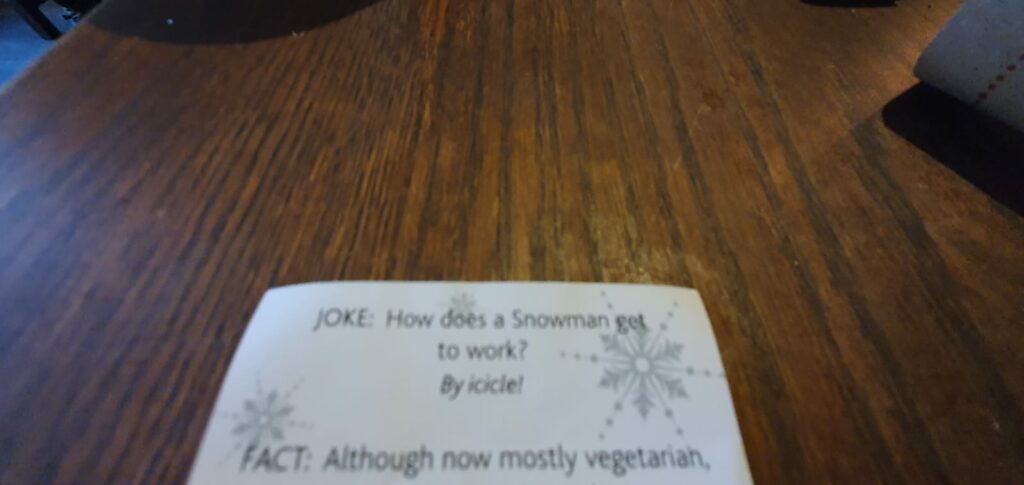 JOKE: How does a Snowman get
to work?
By icicle!
FACT: Although now mostly vegetarian,